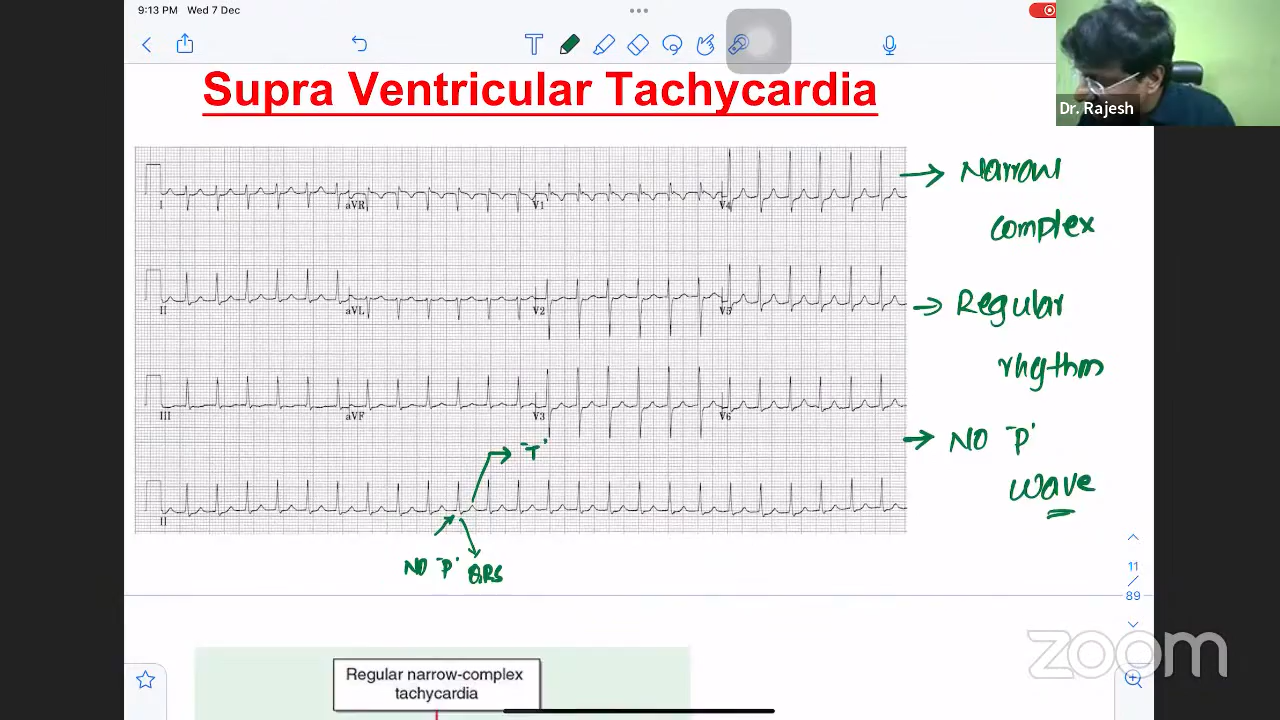 9:13 PM Wed 7 Dec
Dr. Rajesh
Supra Ventricular Tachycardia
I aVR V1 V4
II aVL V2 V5
III aVF V3 V6
II
→ Narrow
complex
→ Regular
rhythm
→ NO "P"
wave
→ "T"
NO "P" QRS
11
/
89
Regular narrow-complex
tachycardia
zoom